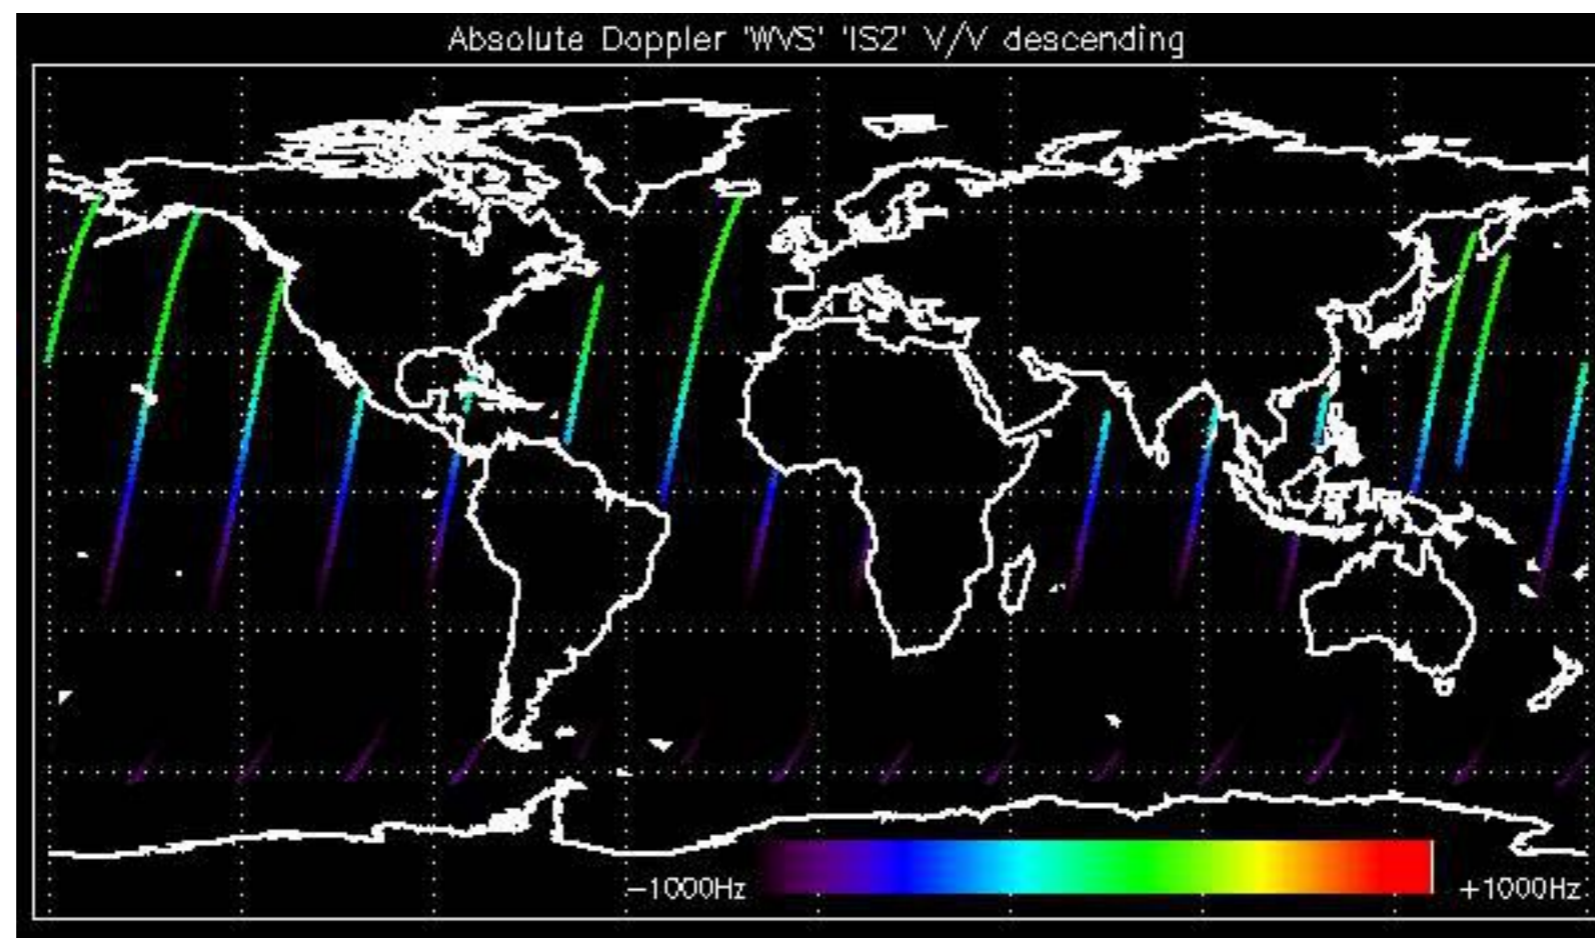 Absolute Doppler 'WVS' 'IS2' V/V descending
−1000Hz
+1000Hz